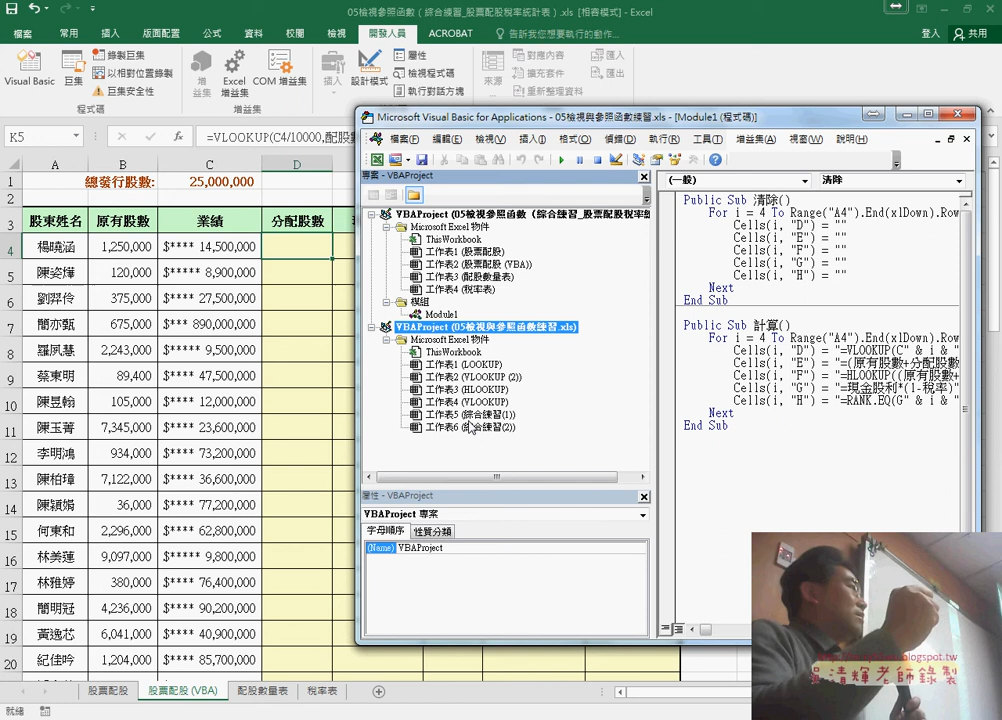 05檢視參照函數 ( 綜合練習_股票配股稅率統計表 ) .xls [相容模式] - Excel
檔案 常用 插入 版面配置 公式 資料 校閱 檢視 開發人員 ACROBAT 告訴我您想要執行的動作... 登入 共用
Visual Basic 巨集 錄製巨集 以相對位置錄製 巨集安全性 增益集 Excel 增益集 COM 增益集 插入 設計模式 屬性 檢視程式碼 執行對話方塊 來源 對應內容 擴充套件 重新整理資料 匯入 匯出
程式碼 增益集
K5 fx =VLOOKUP(C4/10000,配股
A B C D
1 總發行股數: 25,000,000
2
3 股東姓名 原有股數 業績 分配股數
4 楊曉涵 1,250,000 $**** 14,500,000
5 陳姿燁 120,000 $***** 8,900,000
6 劉羿伶 375,000 $**** 27,500,000
7 簡亦甄 675,000 $*** 890,000,000
8 羅夙慧 2,243,000 $***** 9,500,000
9 蔡東明 89,400 $**** 47,500,000
10 陳昱翰 105,000 $**** 12,000,000
11 陳玉菁 7,345,000 $**** 23,600,000
12 李明鴻 934,000 $**** 73,200,000
13 陳柏瑋 7,122,000 $**** 36,600,000
14 陳穎娟 36,000 $**** 77,200,000
15 何東和 2,296,000 $**** 62,800,000
16 林美蓮 9,097,000 $***** 9,800,000
17 林雅婷 380,000 $**** 76,400,000
18 簡明冠 4,236,000 $**** 90,200,000
19 黃逸芯 6,041,000 $**** 40,900,000
20 紀佳吟 1,204,000 $**** 85,700,000
股票配股 股票配股 (VBA) 配股數量表 稅率表
就緒
Microsoft Visual Basic for Applications - 05檢視與參照函數練習.xls - [Module1 (程式碼)]
檔案(F) 編輯(E) 檢視(V) 插入(I) 格式(O) 偵錯(D) 執行(R) 工具(T) 增益集(A) 視窗(W) 說明(H)
專案 - VBAProject
VBAProject (05檢視參照函數 ( 綜合練習_股票配股稅率統
Microsoft Excel 物件
ThisWorkbook
工作表1 (股票配股)
工作表2 (股票配股 (VBA))
工作表3 (配股數量表)
工作表4 (稅率表)
模組
Module1
VBAProject (05檢視與參照函數練習.xls)
Microsoft Excel 物件
ThisWorkbook
工作表1 (LOOKUP)
工作表2 (VLOOKUP (2))
工作表3 (HLOOKUP)
工作表4 (VLOOKUP)
工作表5 (綜合練習(1))
工作表6 (綜合練習(2))
屬性 - VBAProject
VBAProject 專案
字母順序 性質分類
(Name) VBAProject
(一般) 清除
Public Sub 清除()
For i = 4 To Range("A4").End(xlDown).Row
Cells(i, "D") = ""
Cells(i, "E") = ""
Cells(i, "F") = ""
Cells(i, "G") = ""
Cells(i, "H") = ""
Next
End Sub
Public Sub 計算()
For i = 4 To Range("A4").End(xlDown).Row
Cells(i, "D") = "=VLOOKUP(C" & i &
Cells(i, "E") = "=(原有股數+分配股數
Cells(i, "F") = "=HLOOKUP((原有股數+
Cells(i, "G") = "=現金股利*(1-稅率)"
Cells(i, "H") = "=RANK.EQ(G" & i & "
Next
End Sub
吳清輝老師錄製